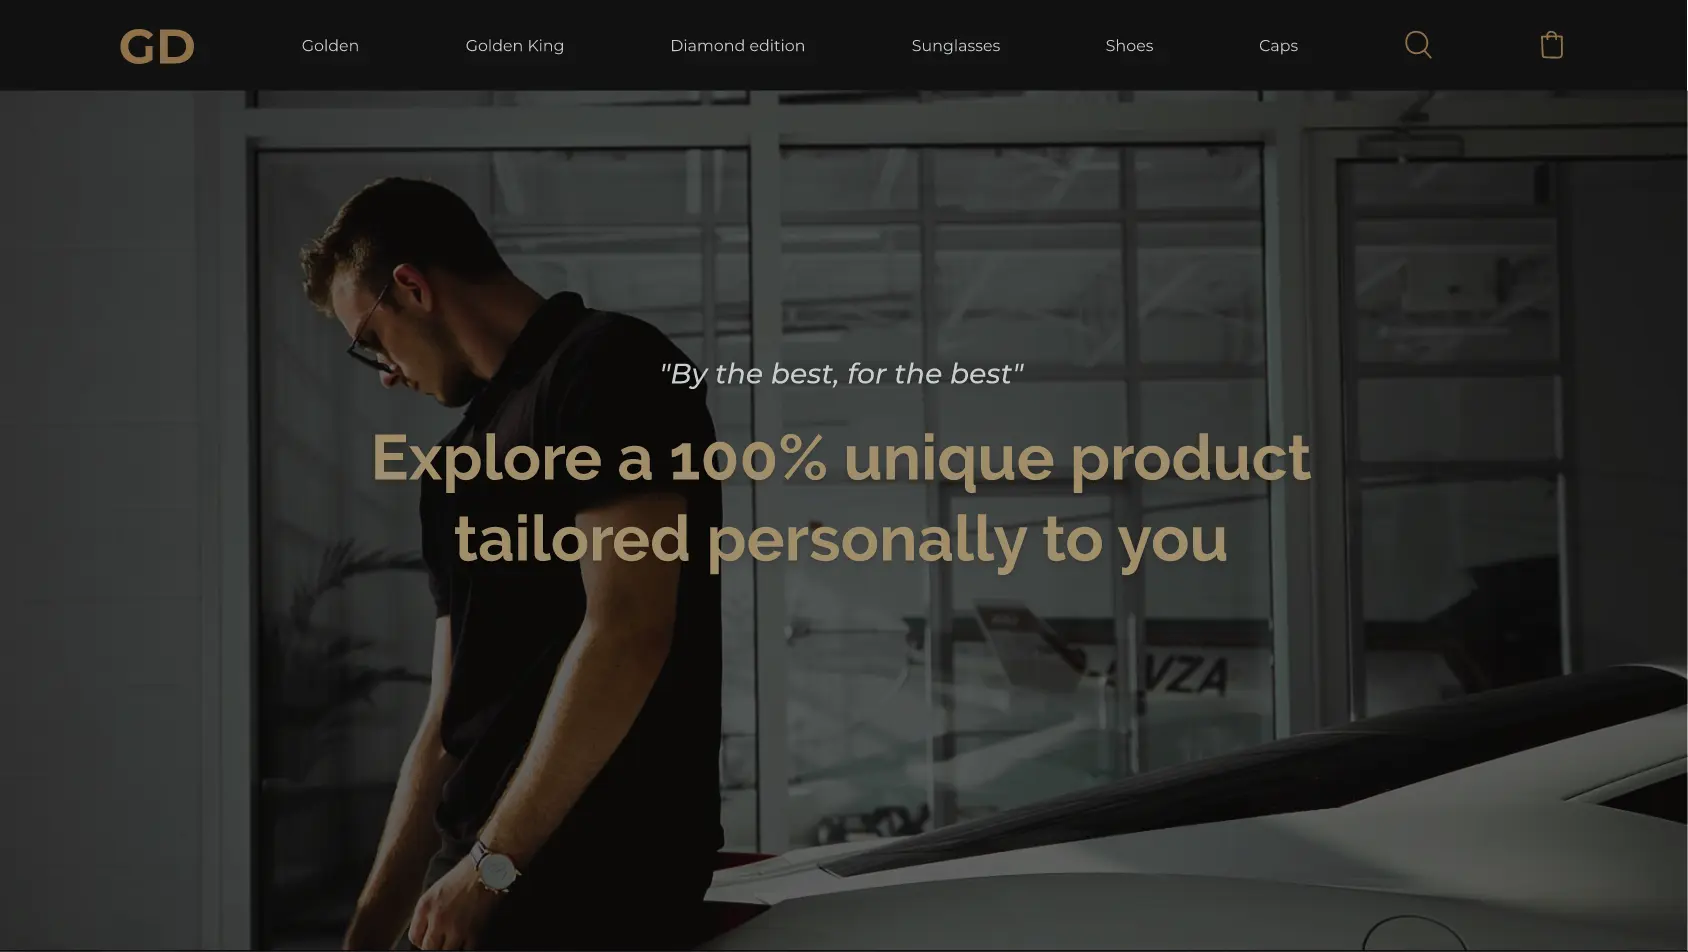 GD
Golden
Golden King
Diamond edition
Sunglasses
Shoes
Caps
"By the best, for the best"
Explore a 100% unique product
tailored personally to you
VZA